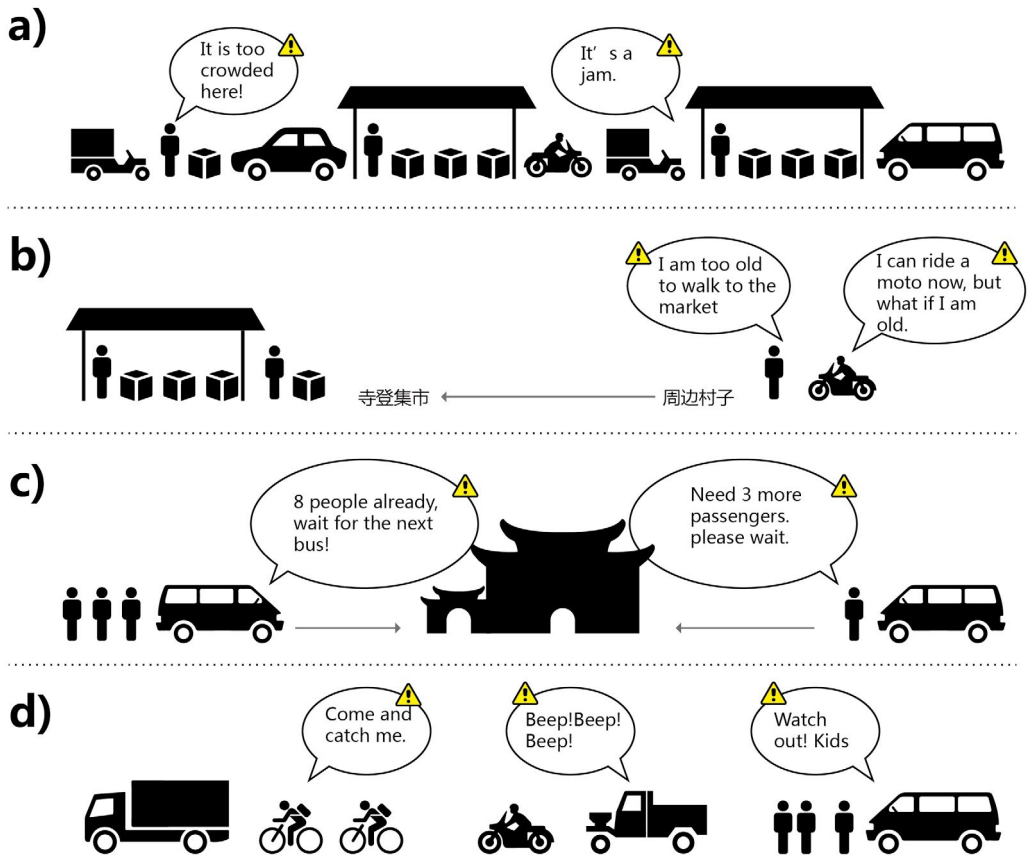 a)
It is too
crowded
here!
It's a
jam.
b)
I am too old
to walk to the
market
I can ride a
moto now, but
what if I am
old.
寺登集市
周边村子
c)
8 people already,
wait for the next
bus!
Need 3 more
passengers.
please wait.
d)
Come and
catch me.
Beep!Beep!
Beep!
Watch
out! Kids